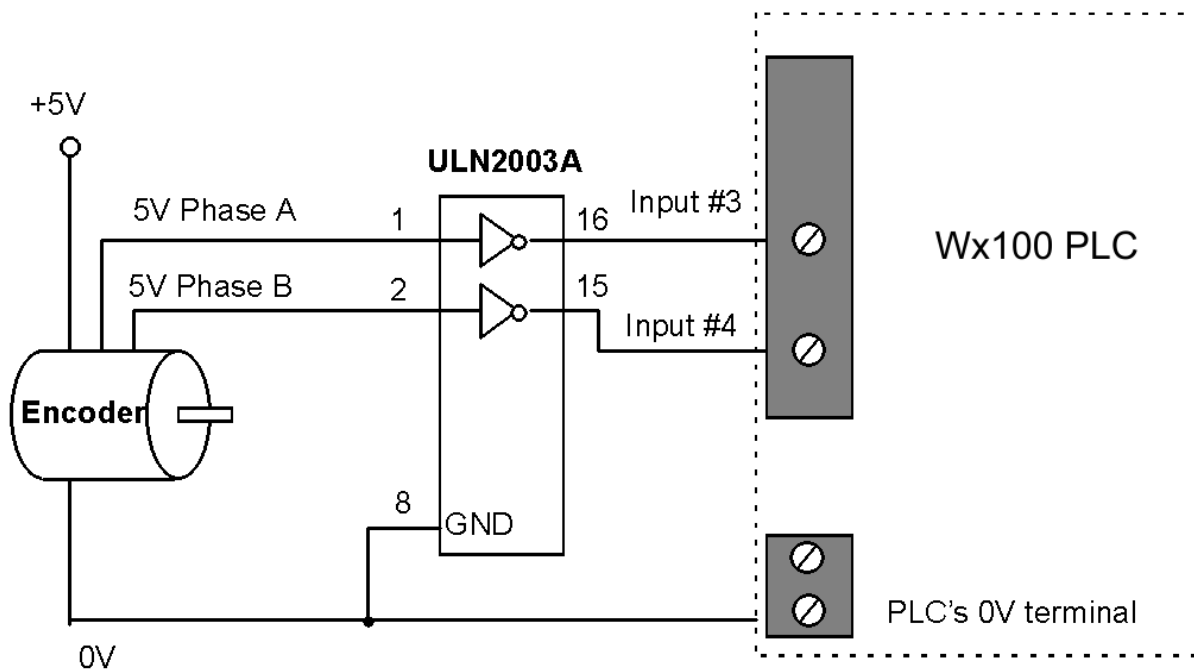 +5V
ULN2003A
5V Phase A
1
16
Input #3
Wx100 PLC
5V Phase B
2
15
Input #4
Encoder
8
GND
PLC's 0V terminal
0V